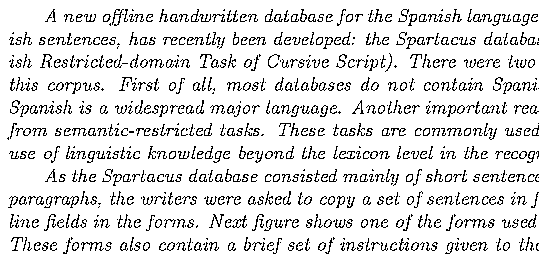 A new offline handwritten database for the Spanish language
ish sentences, has recently been developed: the Spartacus databas
ish Restricted-domain Task of Cursive Script). There were two
this corpus. First of all, most databases do not contain Spani
Spanish is a widespread major language. Another important rea
from semantic-restricted tasks. These tasks are commonly used
use of linguistic knowledge beyond the lexicon level in the recogn
As the Spartacus database consisted mainly of short sentence
paragraphs, the writers were asked to copy a set of sentences in f
line fields in the forms. Next figure shows one of the forms used
These forms also contain a brief set of instructions given to the